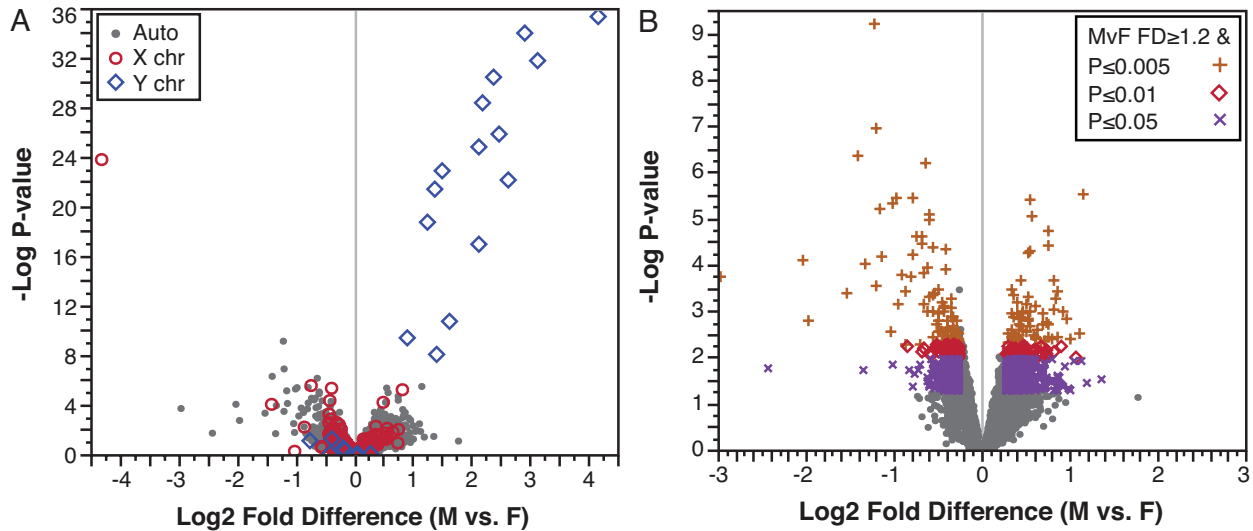 A
36
32
28
24
20
16
12
8
4
0
-Log P-value
Auto
X chr
Y chr
-4 -3 -2 -1 0 1 2 3 4
Log2 Fold Difference (M vs. F)
B
9
8
7
6
5
4
3
2
1
0
-Log P-value
MvF FD≥1.2 &
P≤0.005
P≤0.01
P≤0.05
-3 -2 -1 0 1 2 3
Log2 Fold Difference (M vs. F)